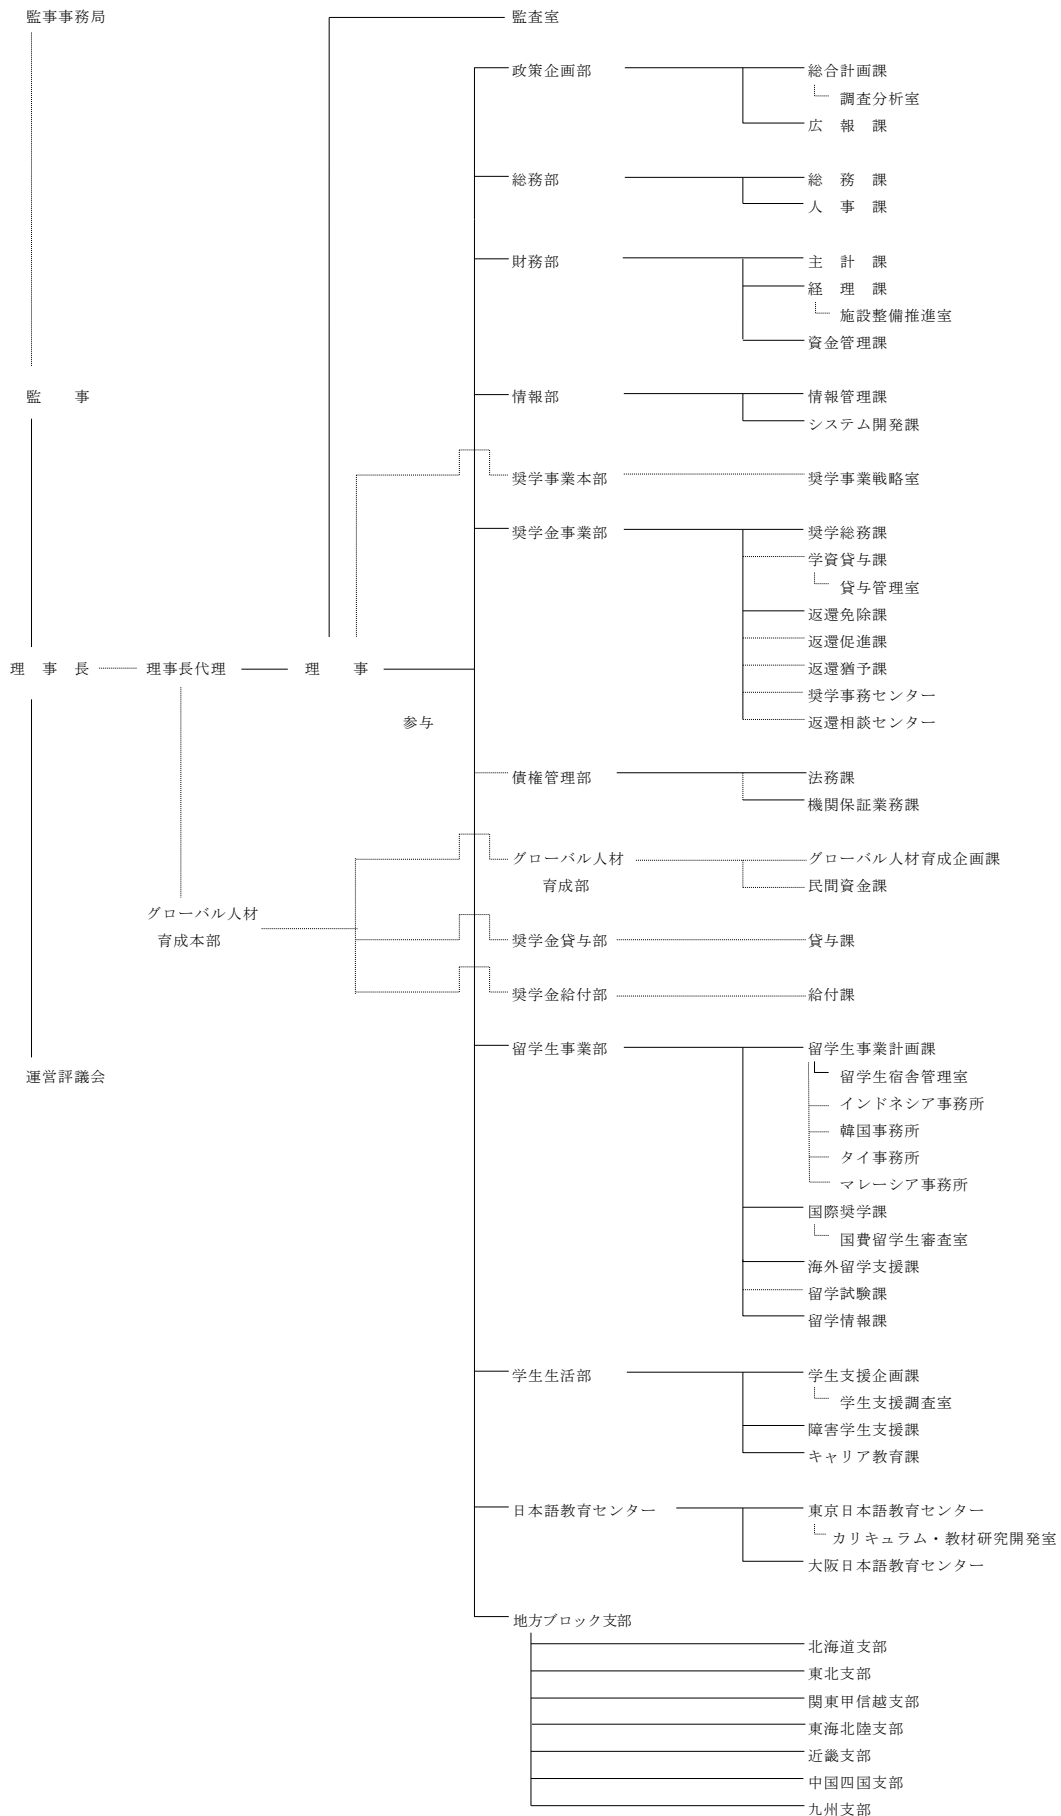 監事事務局
監査室
政策企画部
総合計画課
調査分析室
広　報　課
総務部
総　務　課
人　事　課
財務部
主　計　課
経　理　課
施設整備推進室
資金管理課
監　　事
情報部
情報管理課
システム開発課
奨学事業本部
奨学事業戦略室
奨学金事業部
奨学総務課
学資貸与課
貸与管理室
返還免除課
返還促進課
理　事　長
理事長代理
理　　事
返還猶予課
奨学事務センター
参与
返還相談センター
債権管理部
法務課
機関保証業務課
グローバル人材
育成部
グローバル人材育成企画課
民間資金課
グローバル人材
育成本部
奨学金貸与部
貸与課
奨学金給付部
給付課
留学生事業部
留学生事業計画課
運営評議会
留学生宿舎管理室
インドネシア事務所
韓国事務所
タイ事務所
マレーシア事務所
国際奨学課
国費留学生審査室
海外留学支援課
留学試験課
留学情報課
学生生活部
学生支援企画課
学生支援調査室
障害学生支援課
キャリア教育課
日本語教育センター
東京日本語教育センター
カリキュラム・教材研究開発室
大阪日本語教育センター
地方ブロック支部
北海道支部
東北支部
関東甲信越支部
東海北陸支部
近畿支部
中国四国支部
九州支部